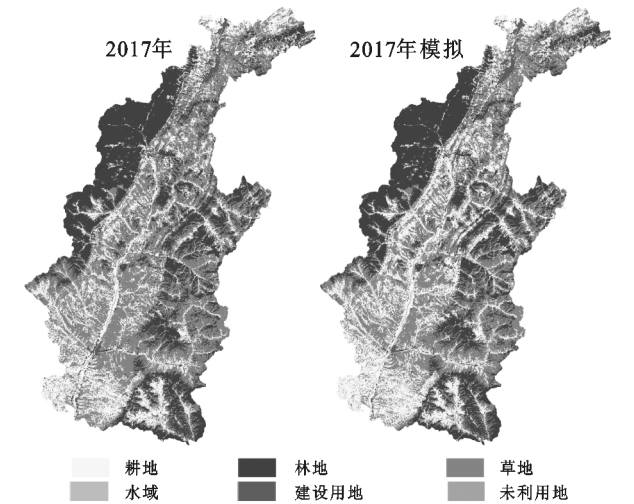 2017年
2017年模拟
耕地
林地
草地
水域
建设用地
未利用地